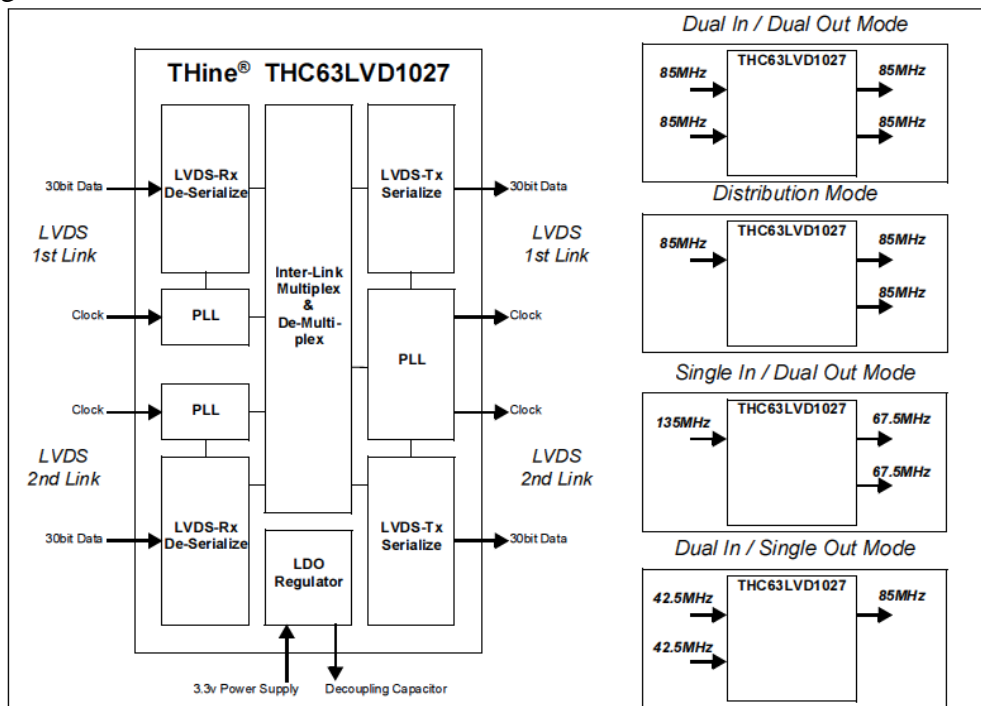 THine® THC63LVD1027
30bit Data
LVDS
1st Link
Clock
Clock
LVDS
2nd Link
30bit Data
LVDS-Rx
De-Serialize
PLL
PLL
LVDS-Rx
De-Serialize
Inter-Link
Multiplex
&
De-Multi-
plex
LDO
Regulator
3.3v Power Supply
Decoupling Capacitor
LVDS-Tx
Serialize
PLL
LVDS-Tx
Serialize
30bit Data
LVDS
1st Link
Clock
Clock
LVDS
2nd Link
30bit Data
Dual In / Dual Out Mode
THC63LVD1027
85MHz
85MHz
85MHz
85MHz
Distribution Mode
THC63LVD1027
85MHz
85MHz
85MHz
Single In / Dual Out Mode
THC63LVD1027
135MHz
67.5MHz
67.5MHz
Dual In / Single Out Mode
THC63LVD1027
42.5MHz
42.5MHz
85MHz